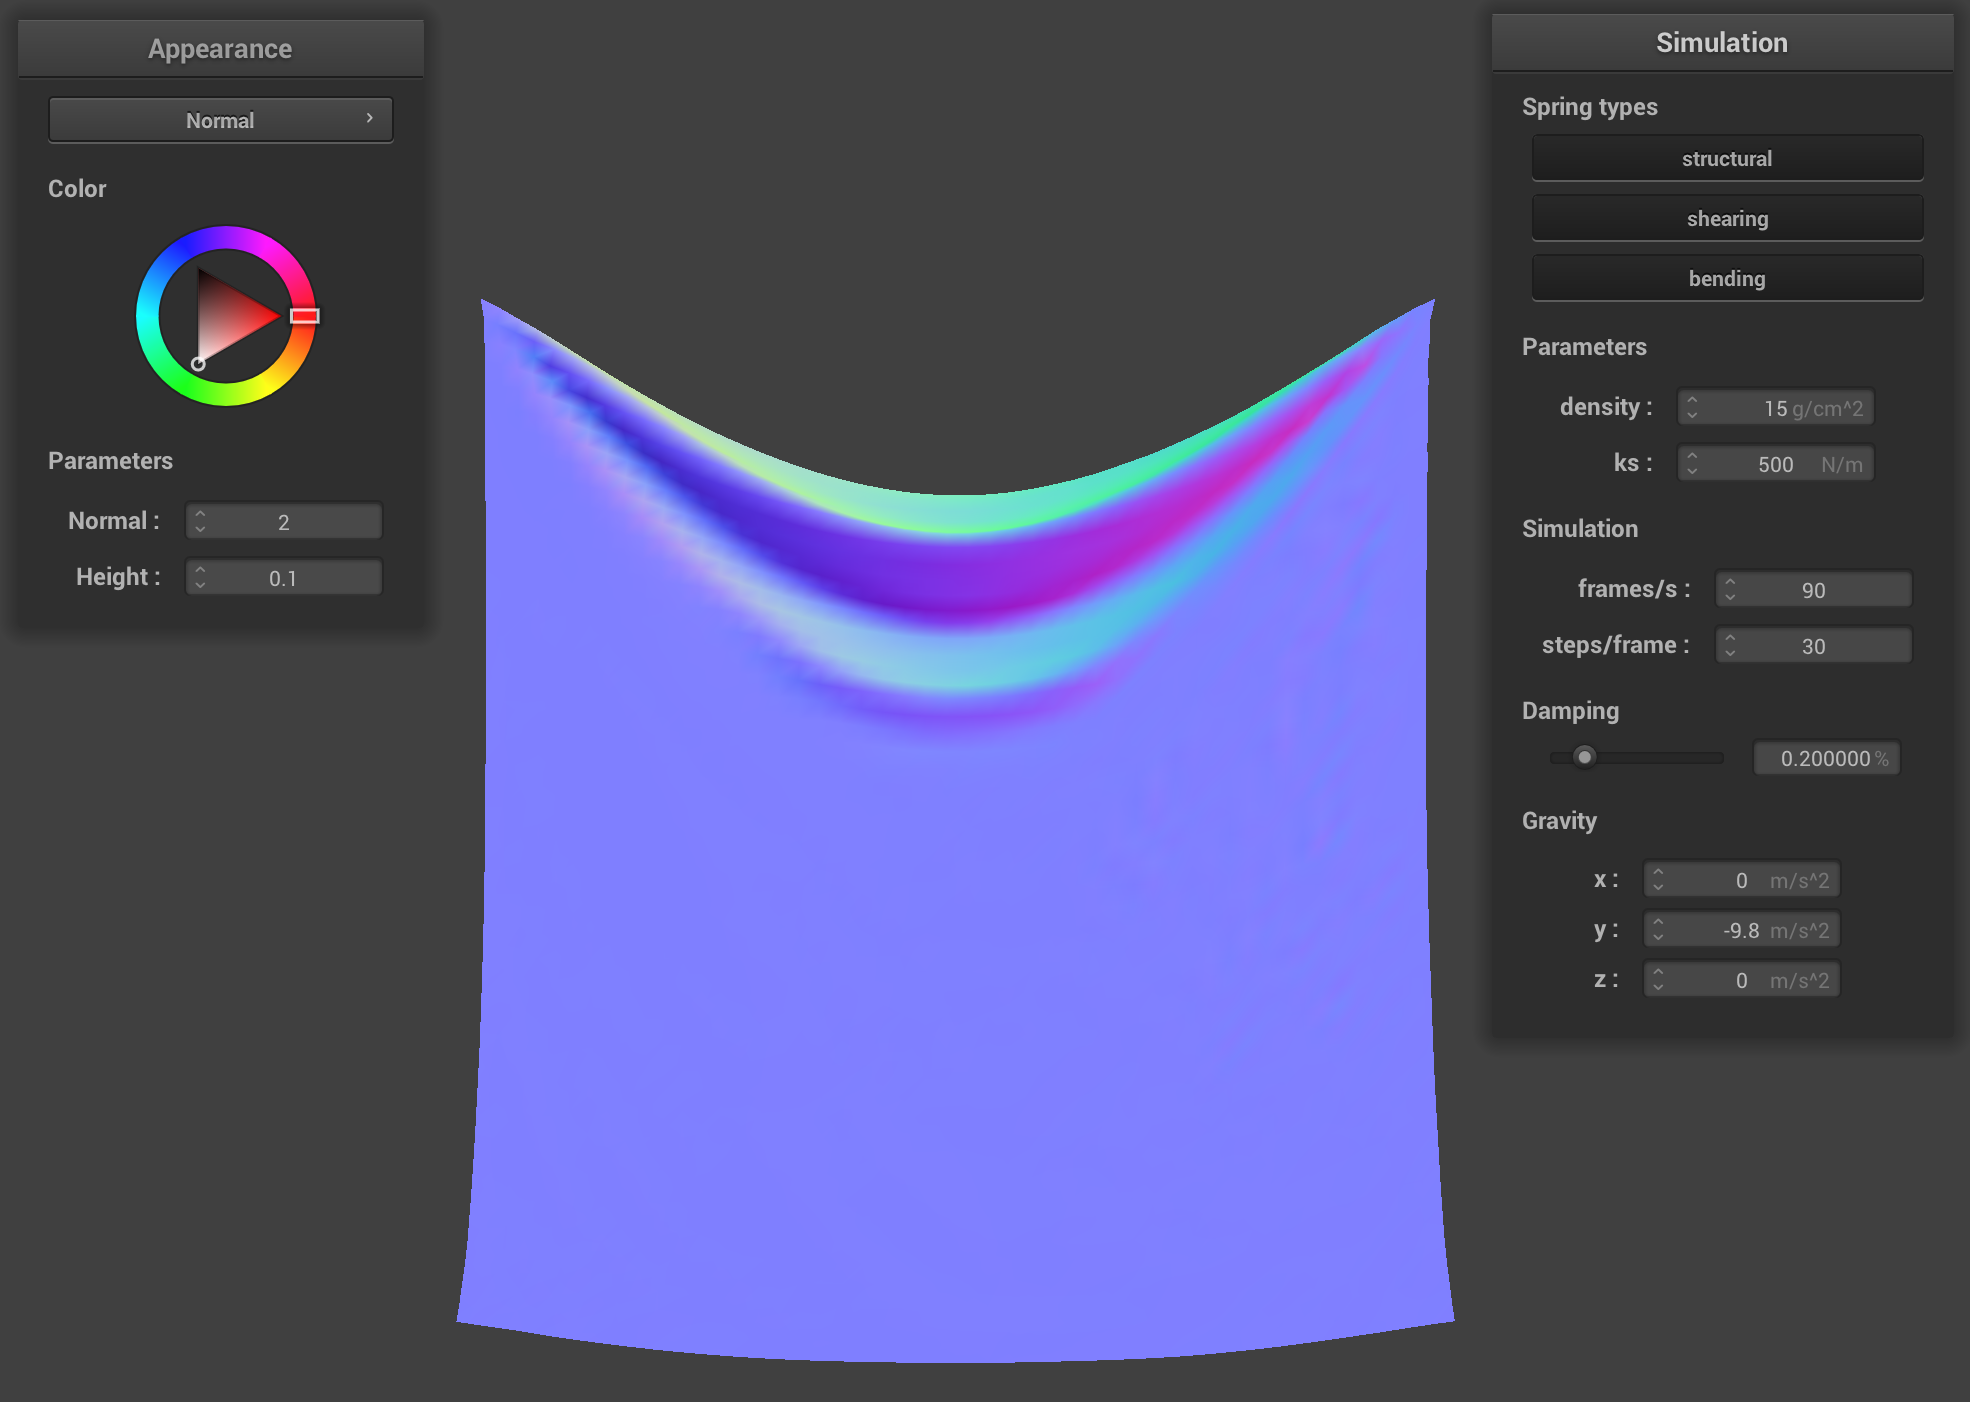 Appearance
Normal
Color
Parameters
Normal : 2
Height : 0.1
Simulation
Spring types
structural
shearing
bending
Parameters
density : 15 g/cm^2
ks : 500 N/m
Simulation
frames/s : 90
steps/frame : 30
Damping
0.200000 %
Gravity
x : 0 m/s^2
y : -9.8 m/s^2
z : 0 m/s^2